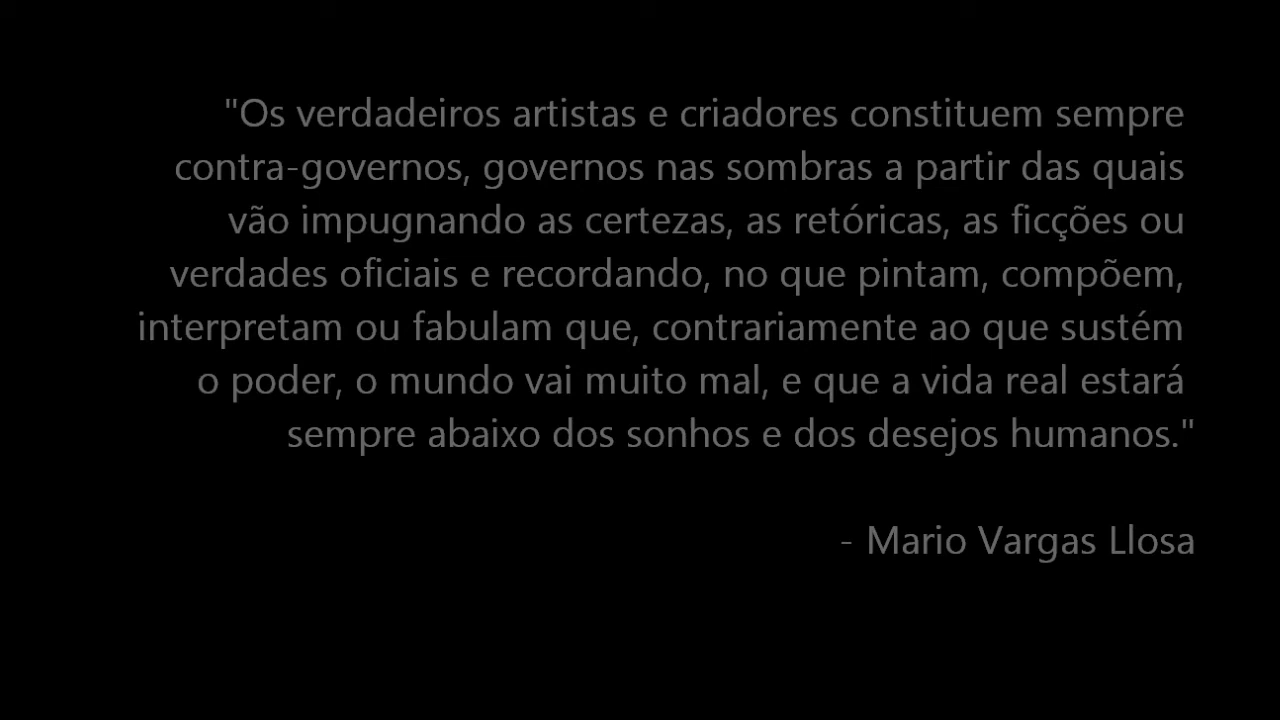 "Os verdadeiros artistas e criadores constituem sempre
contra-governos, governos nas sombras a partir das quais
vão impugnando as certezas, as retóricas, as ficções ou
verdades oficiais e recordando, no que pintam, compõem,
interpretam ou fabulam que, contrariamente ao que sustém
o poder, o mundo vai muito mal, e que a vida real estará
sempre abaixo dos sonhos e dos desejos humanos."
- Mario Vargas Llosa